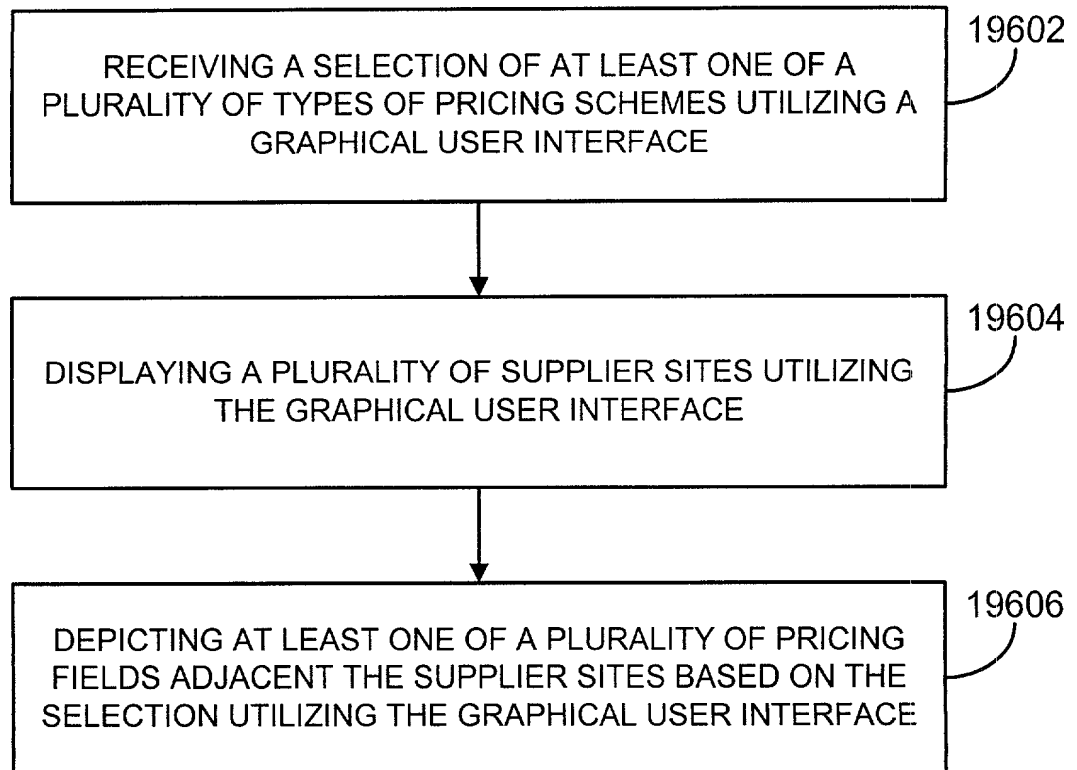 19602
RECEIVING A SELECTION OF AT LEAST ONE OF A
PLURALITY OF TYPES OF PRICING SCHEMES UTILIZING A
GRAPHICAL USER INTERFACE
19604
DISPLAYING A PLURALITY OF SUPPLIER SITES UTILIZING
THE GRAPHICAL USER INTERFACE
19606
DEPICTING AT LEAST ONE OF A PLURALITY OF PRICING
FIELDS ADJACENT THE SUPPLIER SITES BASED ON THE
SELECTION UTILIZING THE GRAPHICAL USER INTERFACE